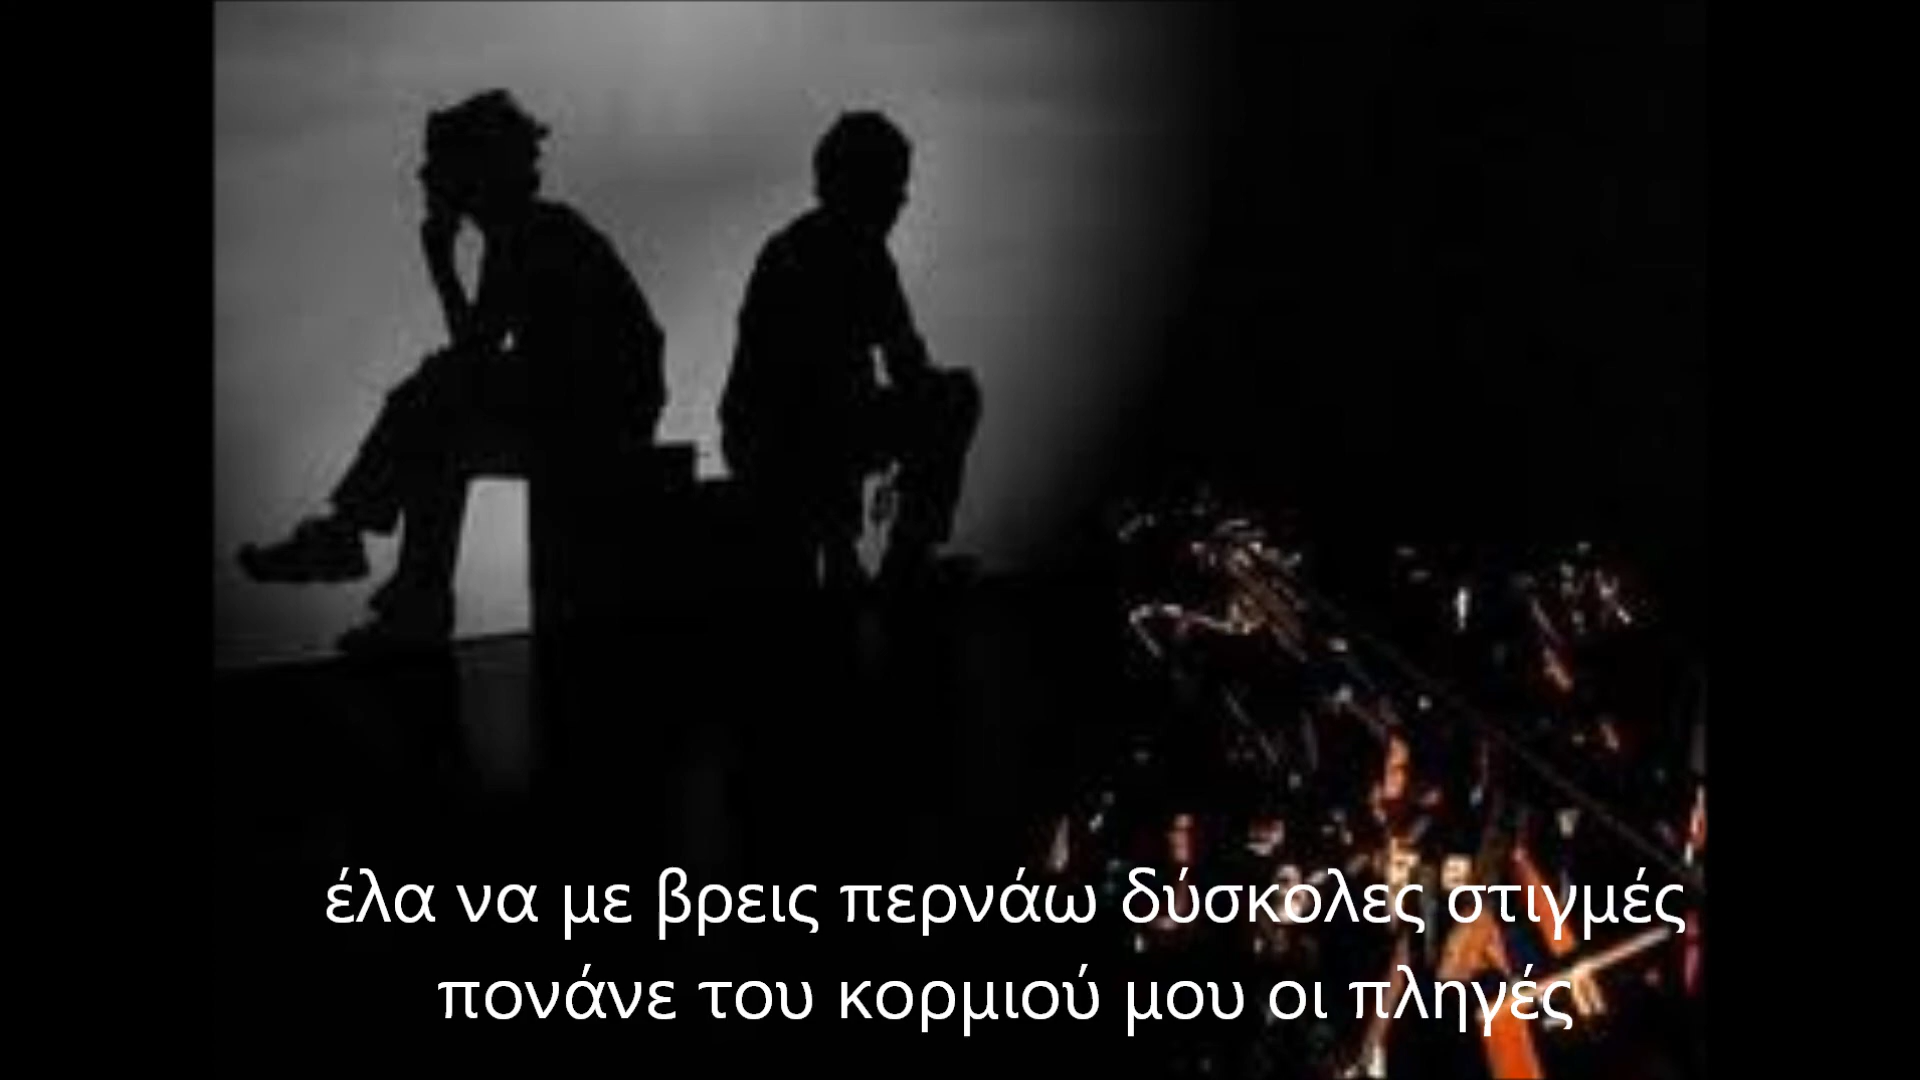 έλα να με βρεις περνάω δύσκολες στιγμές
πονάνε του κορμιού μου οι πληγές